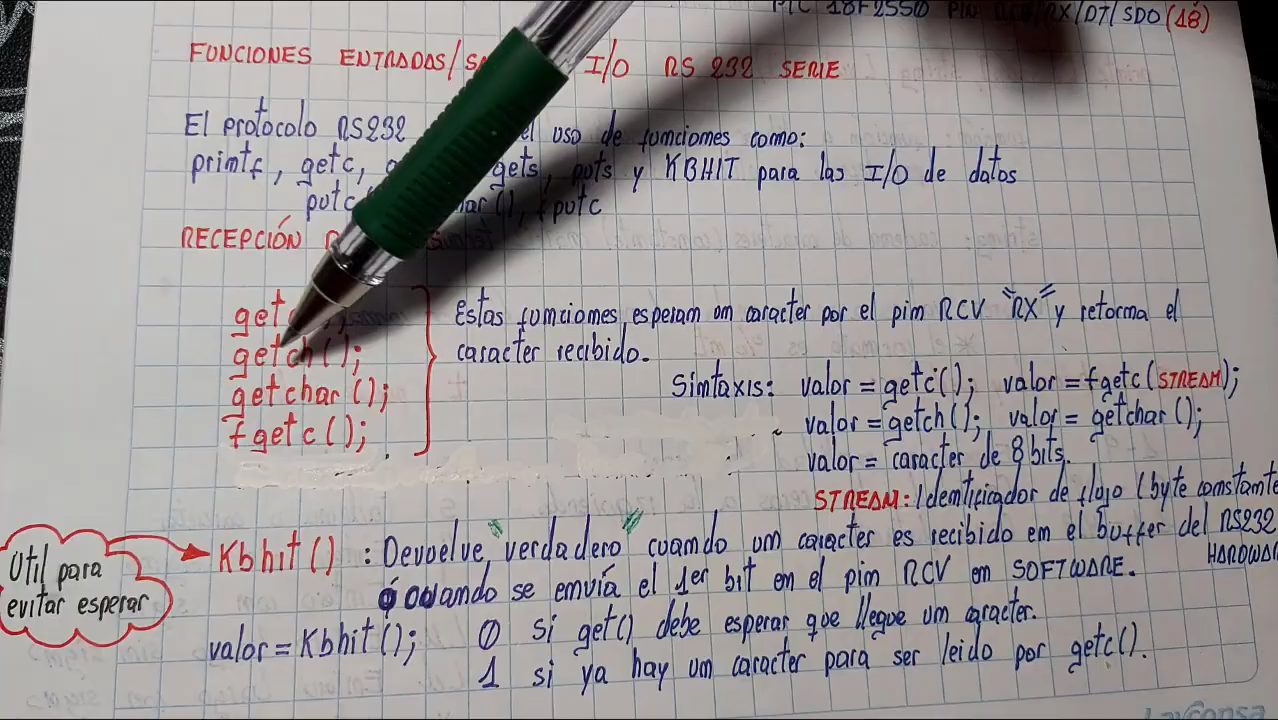 PIC 18F2550 PIN RX/DT/SDO (18)
FUNCIONES ENTRADAS/ I/O RS 232 SERIE
El protocolo RS232 el uso de funciones como:
printf, getc, gets, puts y KBHIT para las I/O de datos
putc fputc
RECEPCIÓN
get
getch();
getchar();
fgetc();
Estas funciones, esperan un caracter por el pin RCV "RX" y retorna el
caracter recibido.
Sintaxis: valor = getc(); valor = fgetc(STREAM);
valor = getch(); valor = getchar();
valor = caracter de 8 bits.
STREAM: Identificador de flujo (byte constante
Util para
evitar esperar
Kbhit() : Devuelve, verdadero cuando un caracter es recibido en el buffer del RS232
HARDWA
ó cuando se envía el 1er bit en el pin RCV en SOFTWARE.
valor = Kbhit(); 0 si get() debe esperar que llegue un caracter.
1 si ya hay un caracter para ser leido por getc().